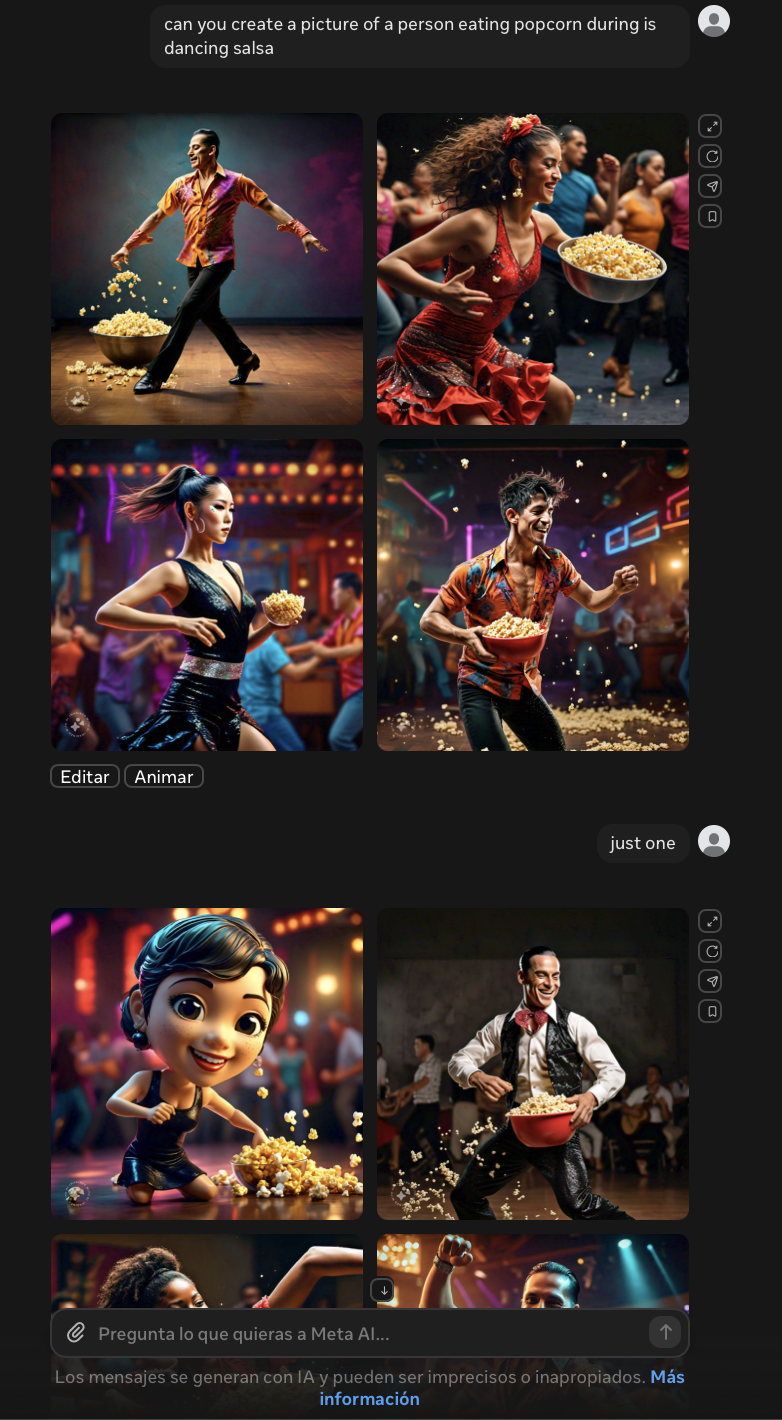 can you create a picture of a person eating popcorn during is
dancing salsa
Editar Animar
just one
Pregunta lo que quieras a Meta AI...
Los mensajes se generan con IA y pueden ser imprecisos o inapropiados. Más
información